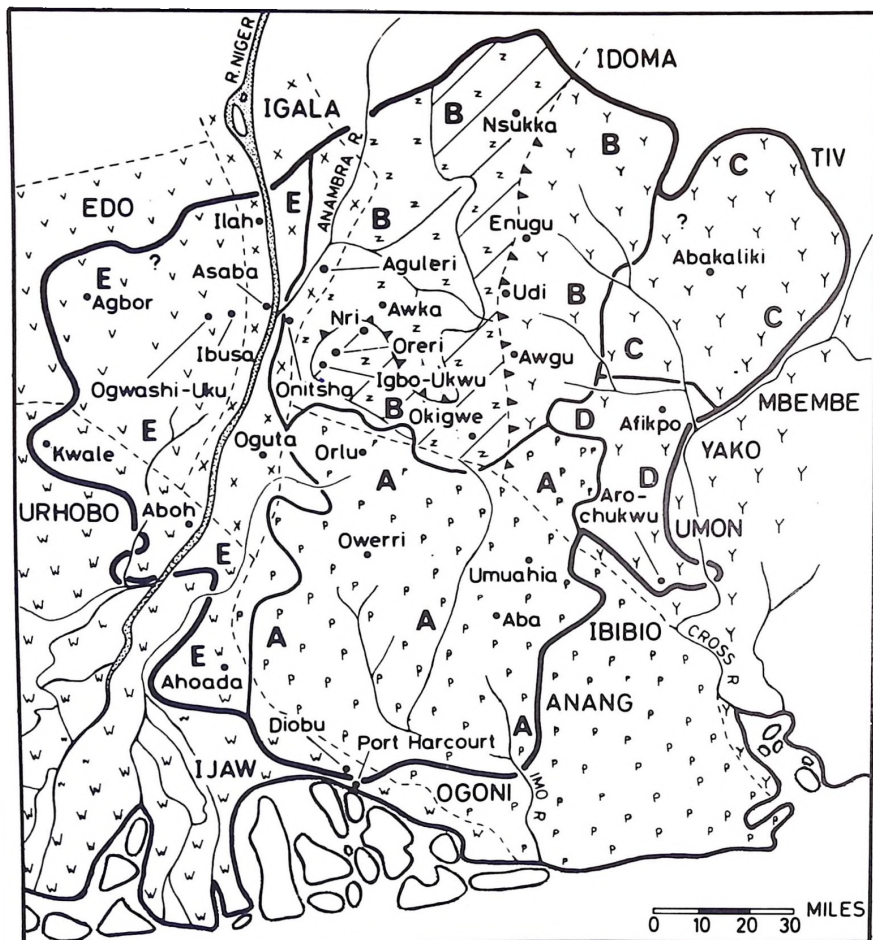 IDOMA
R. NIGER
IGALA
B
Nsukka
B
C
TIV
ANAMBRA R.
EDO
E
Ilah
B
Enugu
?
Abakaliki
?
E
Asaba
Aguleri
Agbor
Awka
Udi
B
C
Nri
Oreri
Ibusa
Igbo-Ukwu
Awgu
C
Ogwashi-Uku
Onitsha
B
Okigwe
D
Afikpo
MBEMBE
E
Oguta
Orlu
YAKO
Kwale
A
A
D
Aro-
chukwu
URHOBO
Aboh
UMON
Owerri
Umuahia
E
A
A
Aba
IBIBIO
CROSS R
E
Ahoada
ANANG
A
Diobu
Port Harcourt
IJAW
OGONI
IMO R
MILES
0 10 20 30